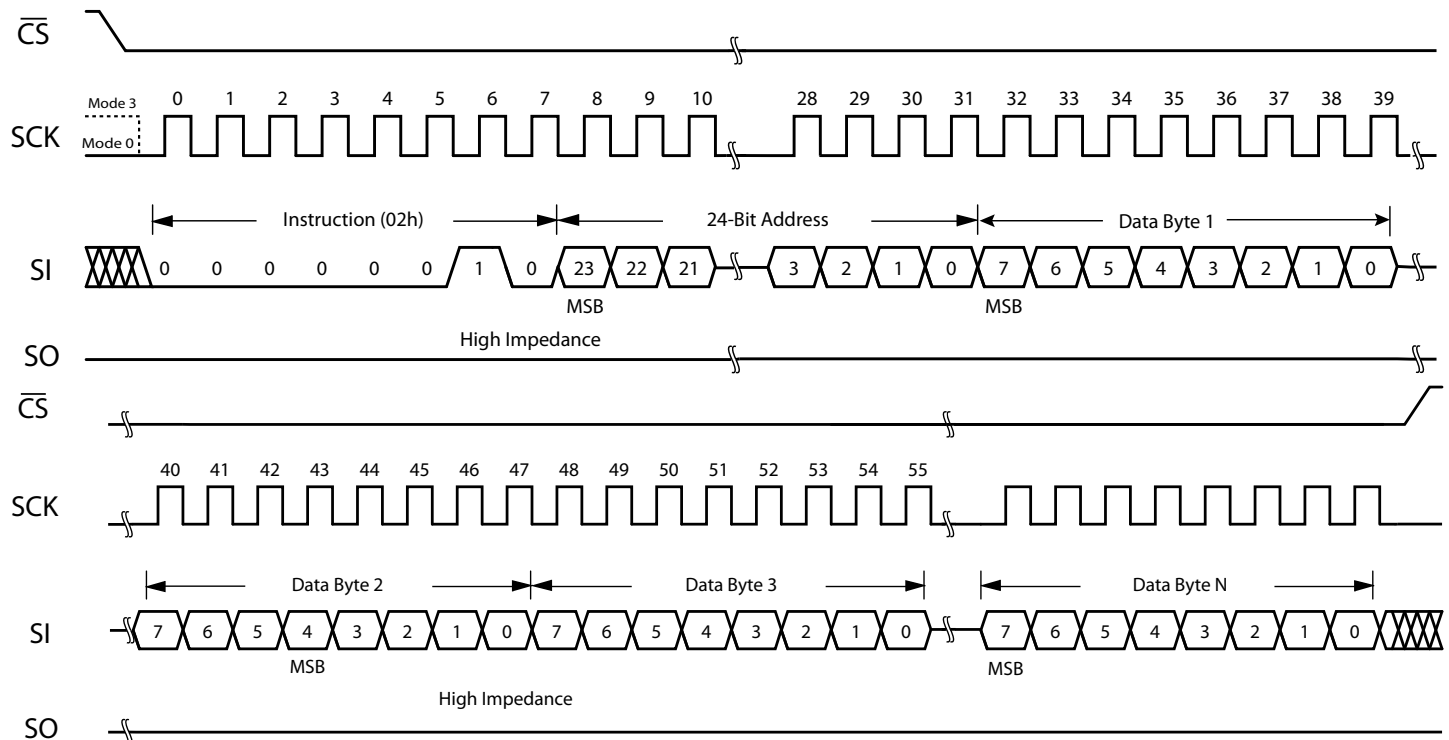 CS
Mode 3
0 1 2 3 4 5 6 7 8 9 10 28 29 30 31 32 33 34 35 36 37 38 39
SCK
Mode 0
Instruction (02h) 24-Bit Address Data Byte 1
SI 0 0 0 0 0 0 1 0 23 22 21 3 2 1 0 7 6 5 4 3 2 1 0
MSB MSB
High Impedance
SO
CS
40 41 42 43 44 45 46 47 48 49 50 51 52 53 54 55
SCK
Data Byte 2 Data Byte 3 Data Byte N
SI 7 6 5 4 3 2 1 0 7 6 5 4 3 2 1 0 7 6 5 4 3 2 1 0
MSB MSB
High Impedance
SO